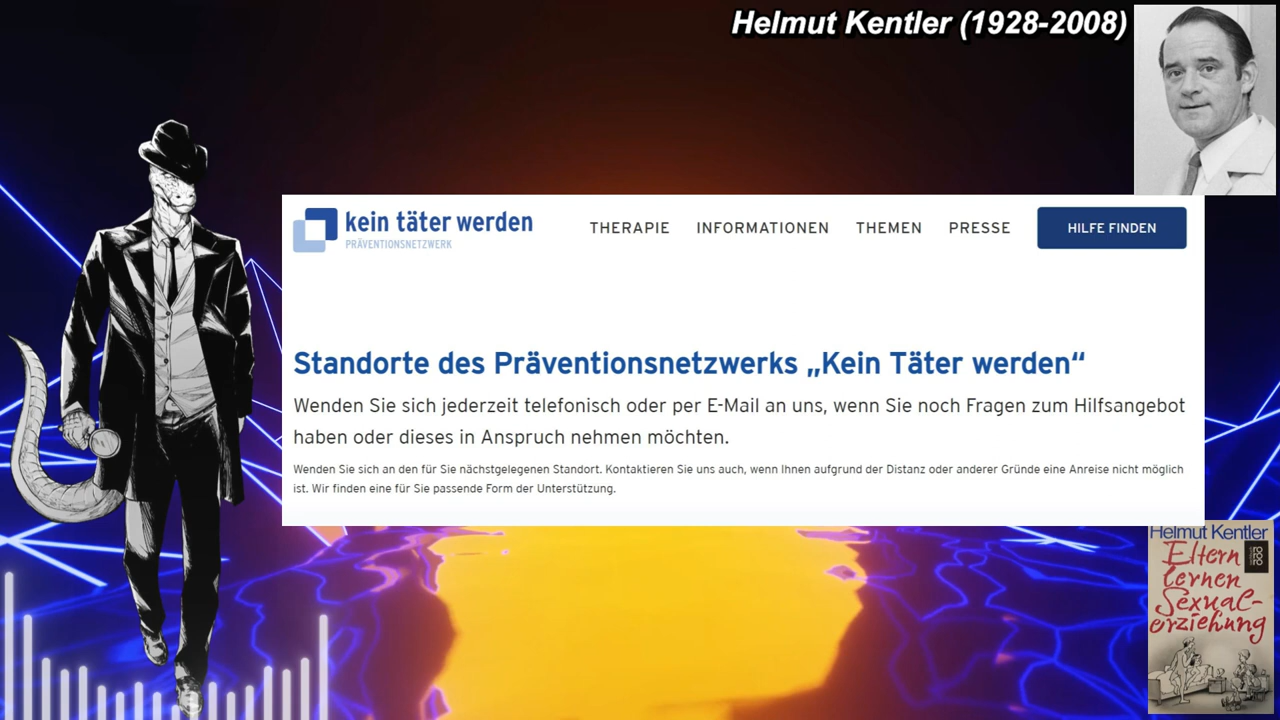 Helmut Kentler (1928-2008)
kein täter werden
PRÄVENTIONSNETZWERK
THERAPIE INFORMATIONEN THEMEN PRESSE HILFE FINDEN
Standorte des Präventionsnetzwerks „Kein Täter werden“
Wenden Sie sich jederzeit telefonisch oder per E-Mail an uns, wenn Sie noch Fragen zum Hilfsangebot
haben oder dieses in Anspruch nehmen möchten.
Wenden Sie sich an den für Sie nächstgelegenen Standort. Kontaktieren Sie uns auch, wenn Ihnen aufgrund der Distanz oder anderer Gründe eine Anreise nicht möglich
ist. Wir finden eine für Sie passende Form der Unterstützung.
Helmut Kentler
Eltern
lernen
Sexual-
erziehung
ro
ro
ro